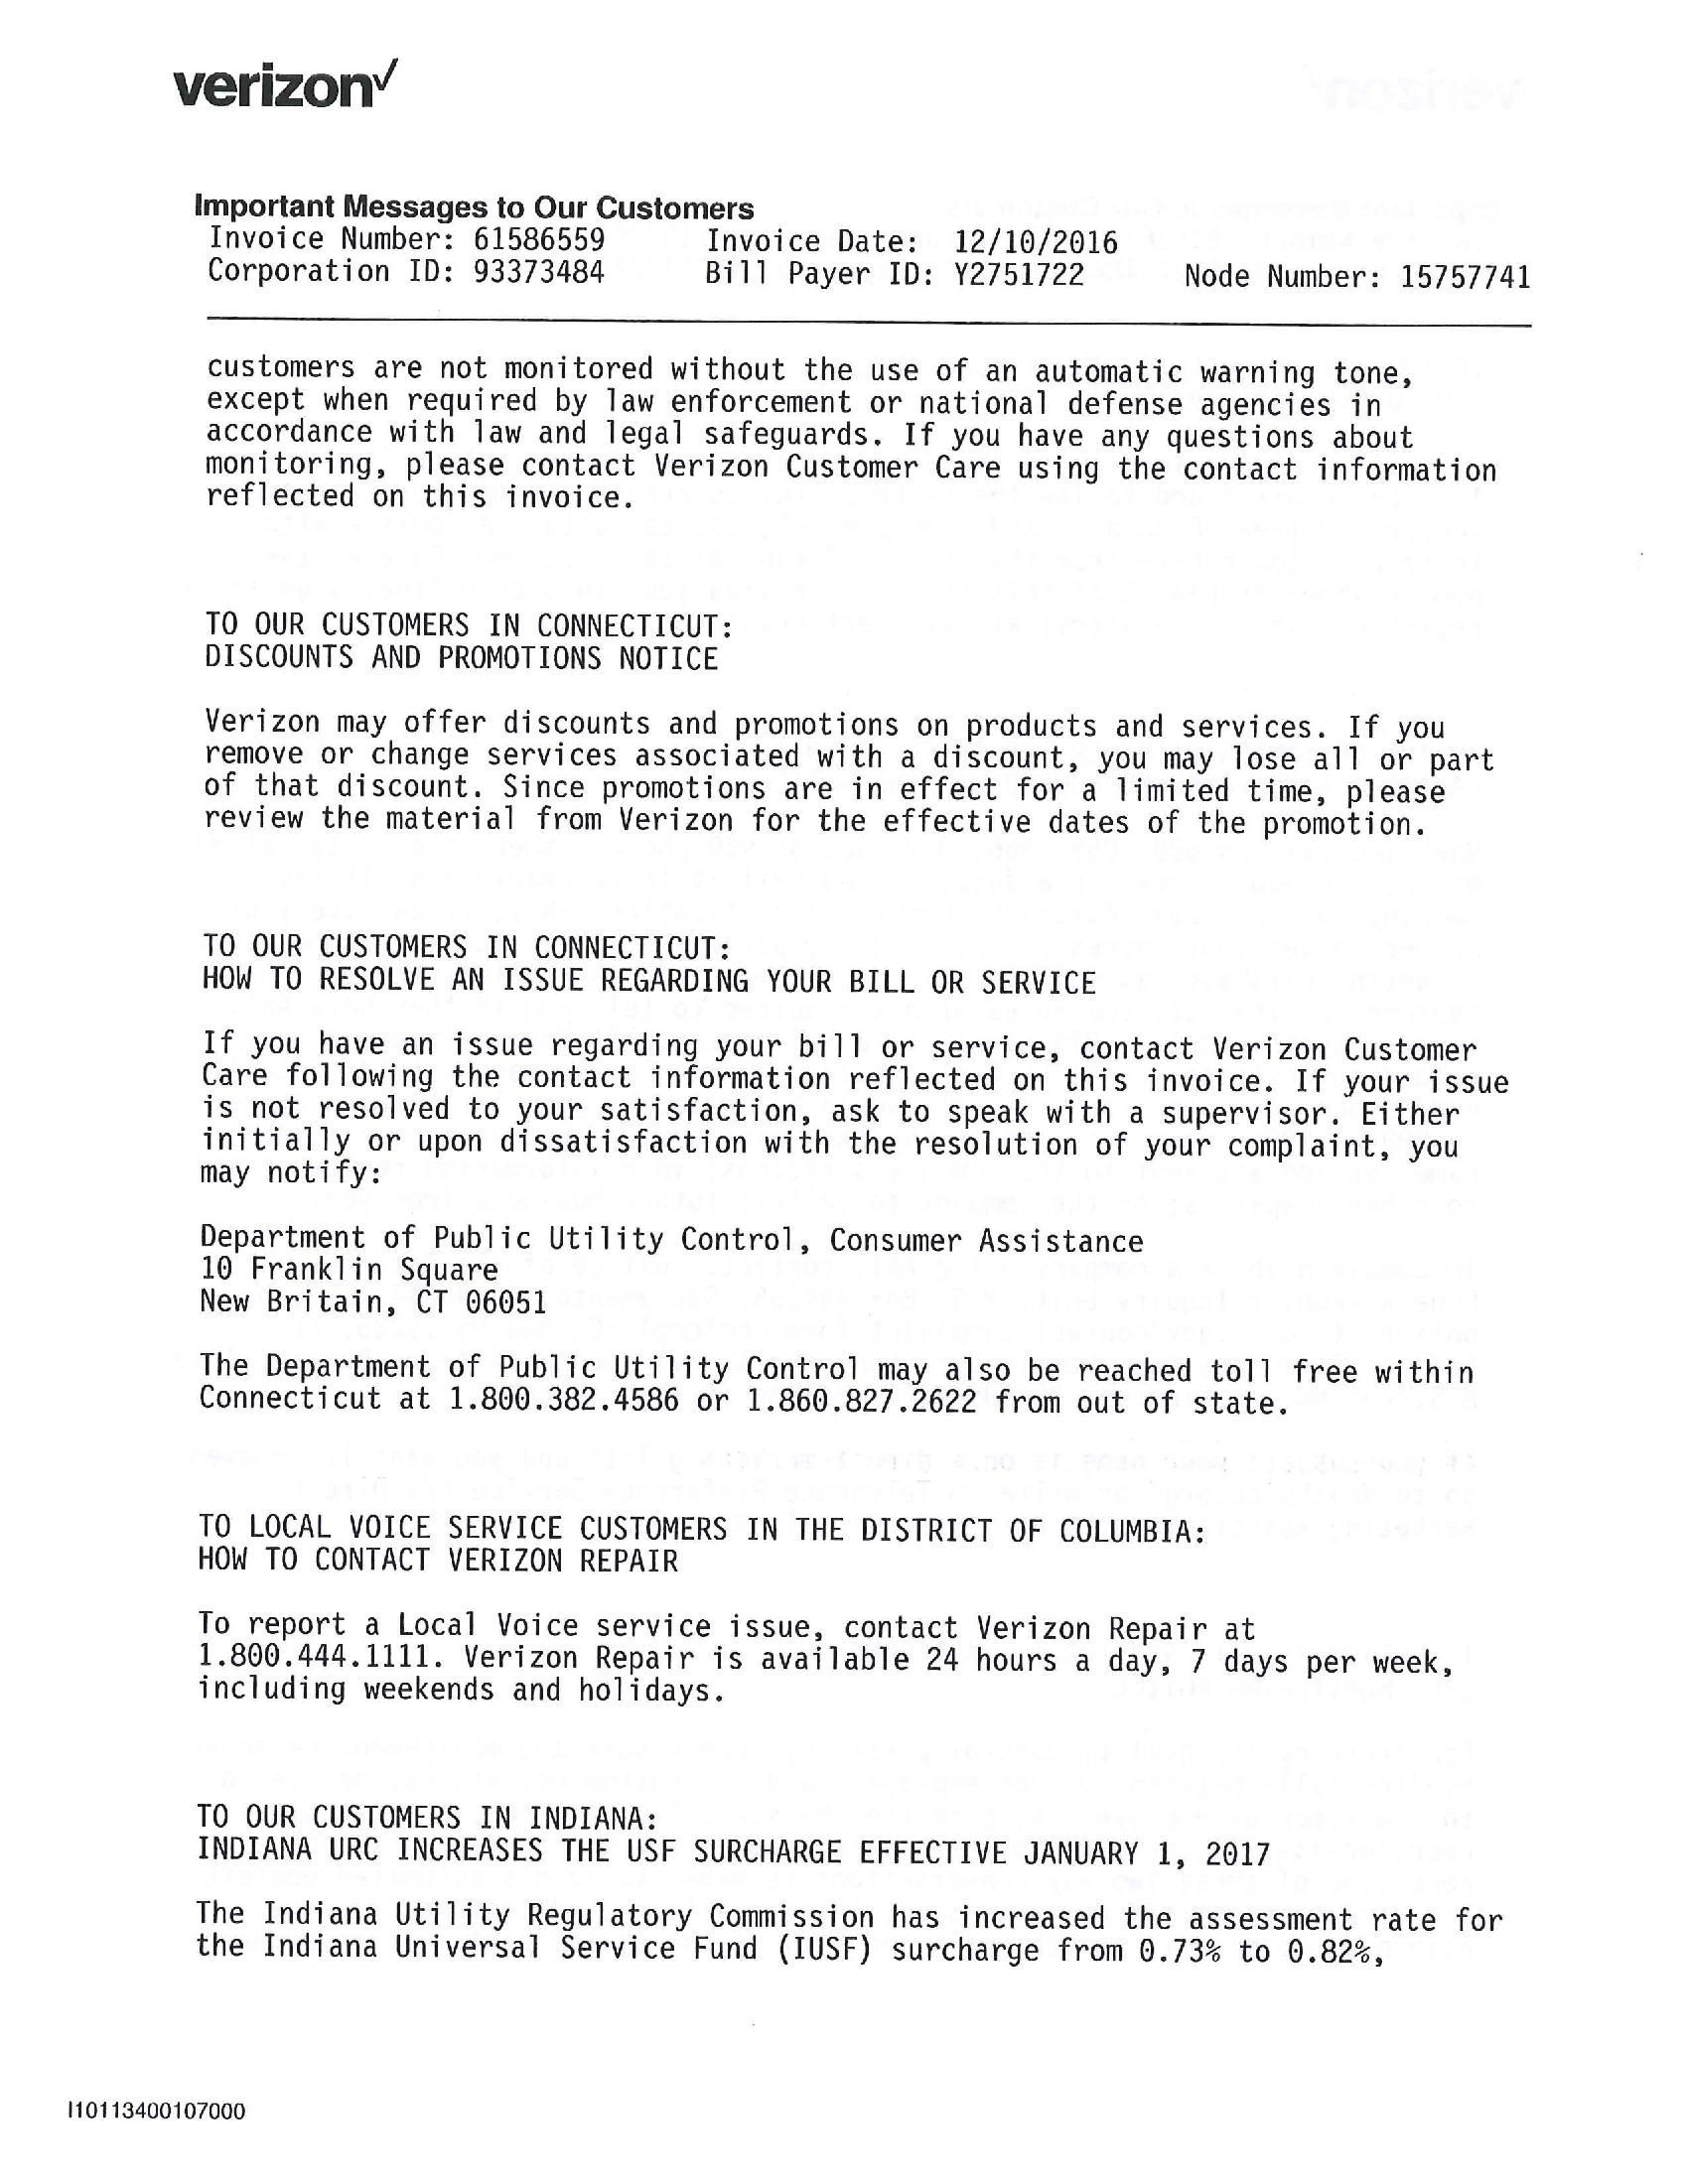 verizon✓
Important Messages to Our Customers
Invoice Number: 61586559 Invoice Date: 12/10/2016
Corporation ID: 93373484 Bill Payer ID: Y2751722 Node Number: 15757741
customers are not monitored without the use of an automatic warning tone,
except when required by law enforcement or national defense agencies in
accordance with law and legal safeguards. If you have any questions about
monitoring, please contact Verizon Customer Care using the contact information
reflected on this invoice.
TO OUR CUSTOMERS IN CONNECTICUT:
DISCOUNTS AND PROMOTIONS NOTICE
Verizon may offer discounts and promotions on products and services. If you
remove or change services associated with a discount, you may lose all or part
of that discount. Since promotions are in effect for a limited time, please
review the material from Verizon for the effective dates of the promotion.
TO OUR CUSTOMERS IN CONNECTICUT:
HOW TO RESOLVE AN ISSUE REGARDING YOUR BILL OR SERVICE
If you have an issue regarding your bill or service, contact Verizon Customer
Care following the contact information reflected on this invoice. If your issue
is not resolved to your satisfaction, ask to speak with a supervisor. Either
initially or upon dissatisfaction with the resolution of your complaint, you
may notify:
Department of Public Utility Control, Consumer Assistance
10 Franklin Square
New Britain, CT 06051
The Department of Public Utility Control may also be reached toll free within
Connecticut at 1.800.382.4586 or 1.860.827.2622 from out of state.
TO LOCAL VOICE SERVICE CUSTOMERS IN THE DISTRICT OF COLUMBIA:
HOW TO CONTACT VERIZON REPAIR
To report a Local Voice service issue, contact Verizon Repair at
1.800.444.1111. Verizon Repair is available 24 hours a day, 7 days per week,
including weekends and holidays.
TO OUR CUSTOMERS IN INDIANA:
INDIANA URC INCREASES THE USF SURCHARGE EFFECTIVE JANUARY 1, 2017
The Indiana Utility Regulatory Commission has increased the assessment rate for
the Indiana Universal Service Fund (IUSF) surcharge from 0.73% to 0.82%,
I10113400107000